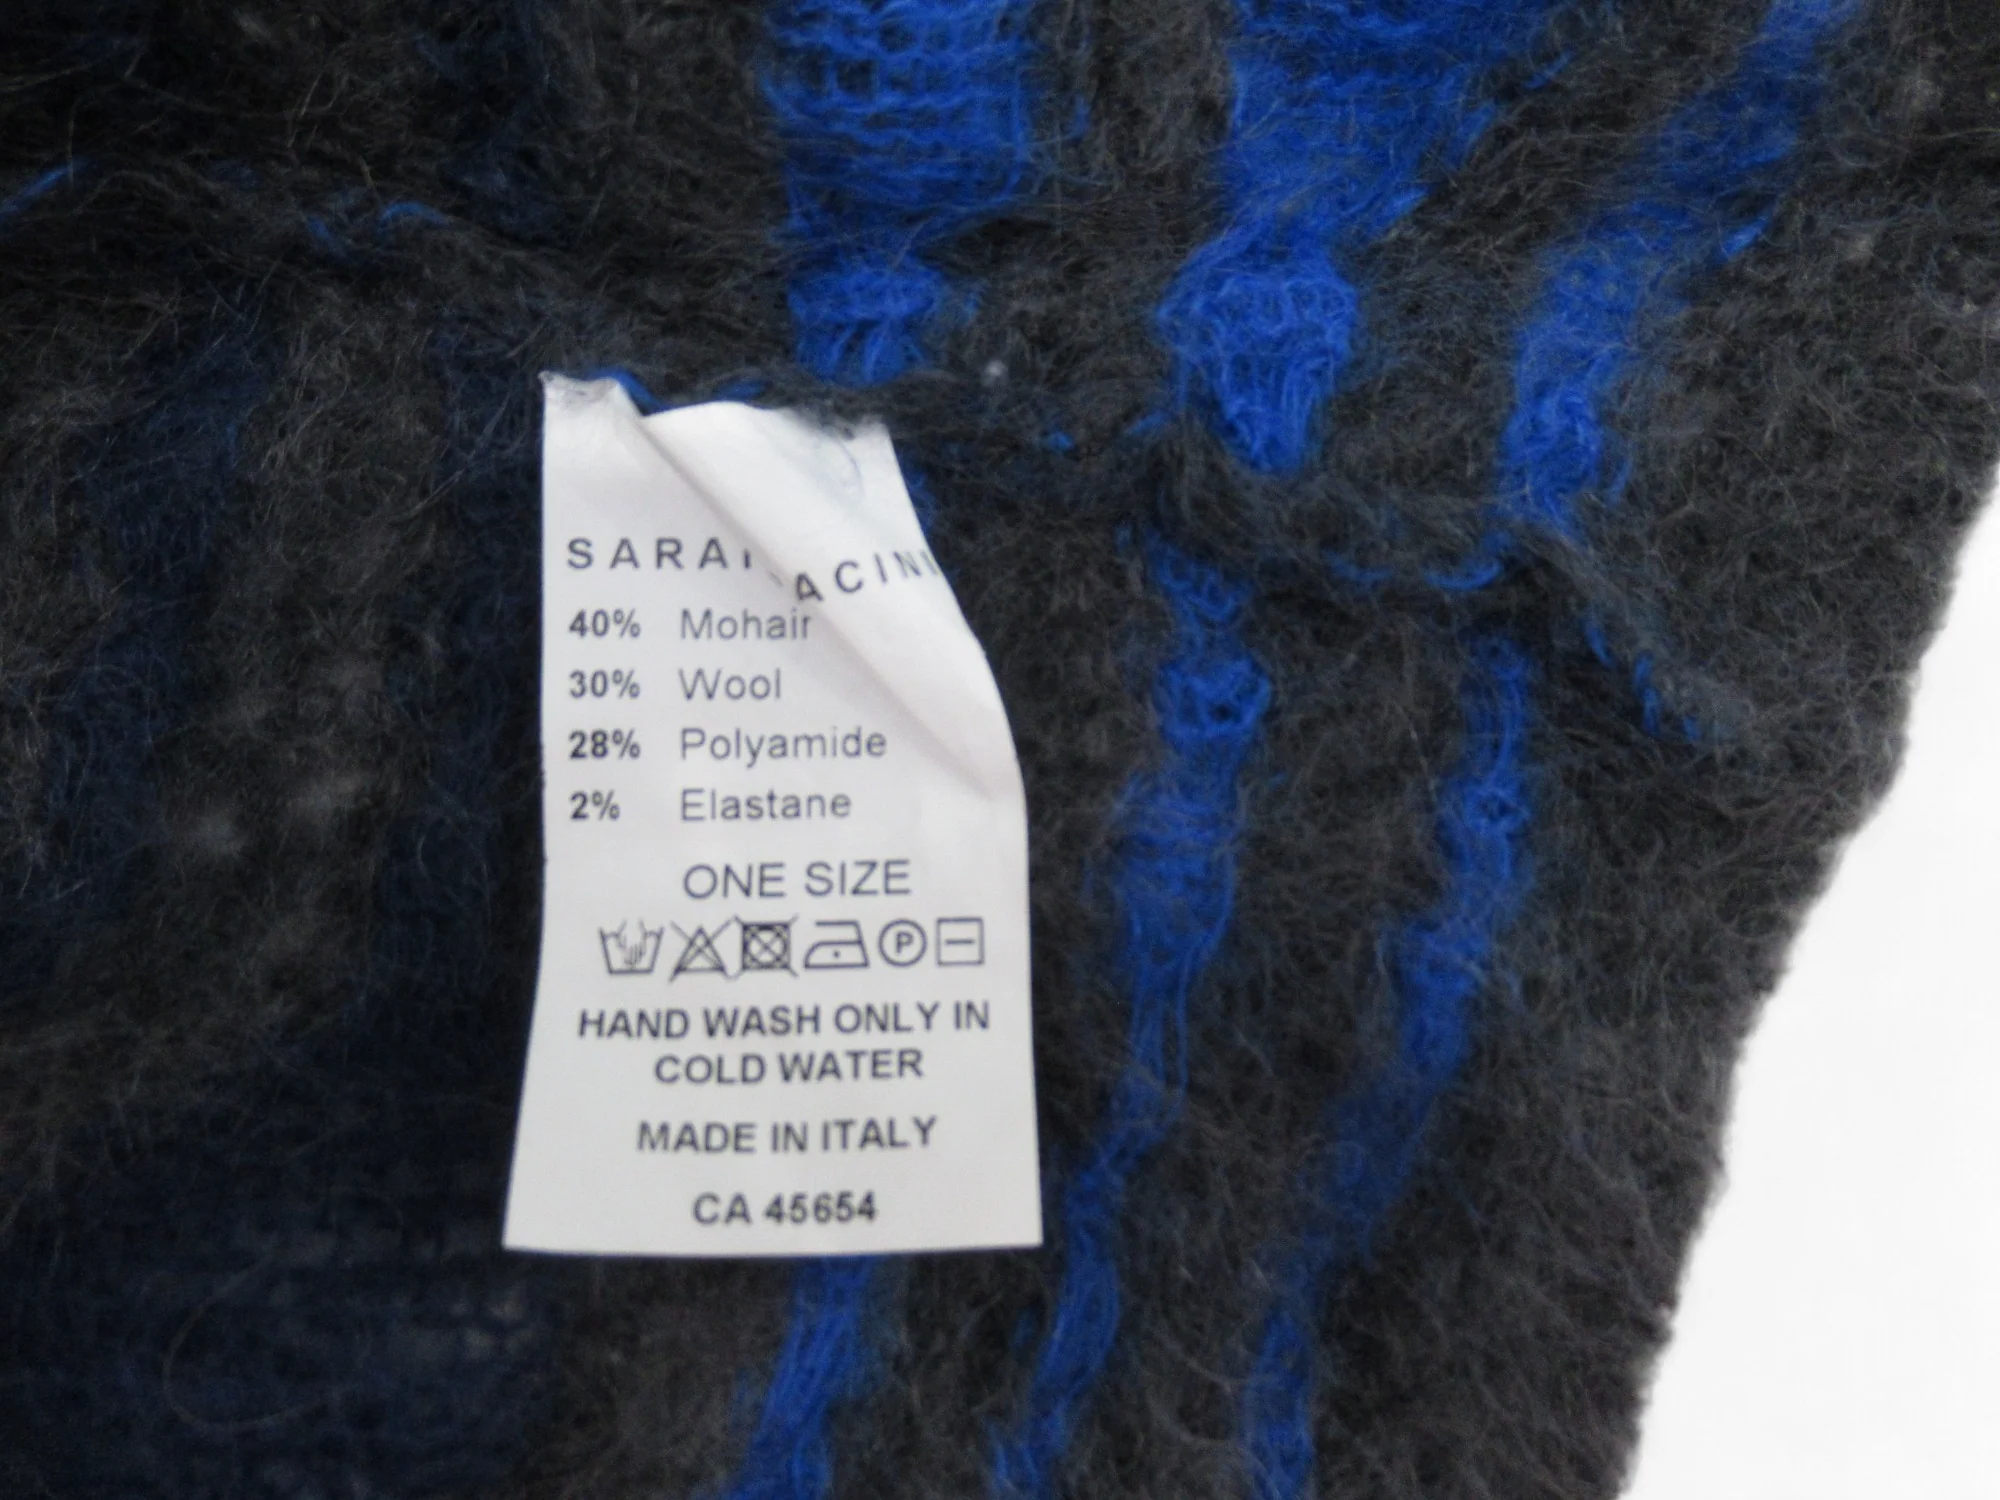 SARA PACINI
40% Mohair
30% Wool
28% Polyamide
2% Elastane
ONE SIZE
P
HAND WASH ONLY IN
COLD WATER
MADE IN ITALY
CA 45654